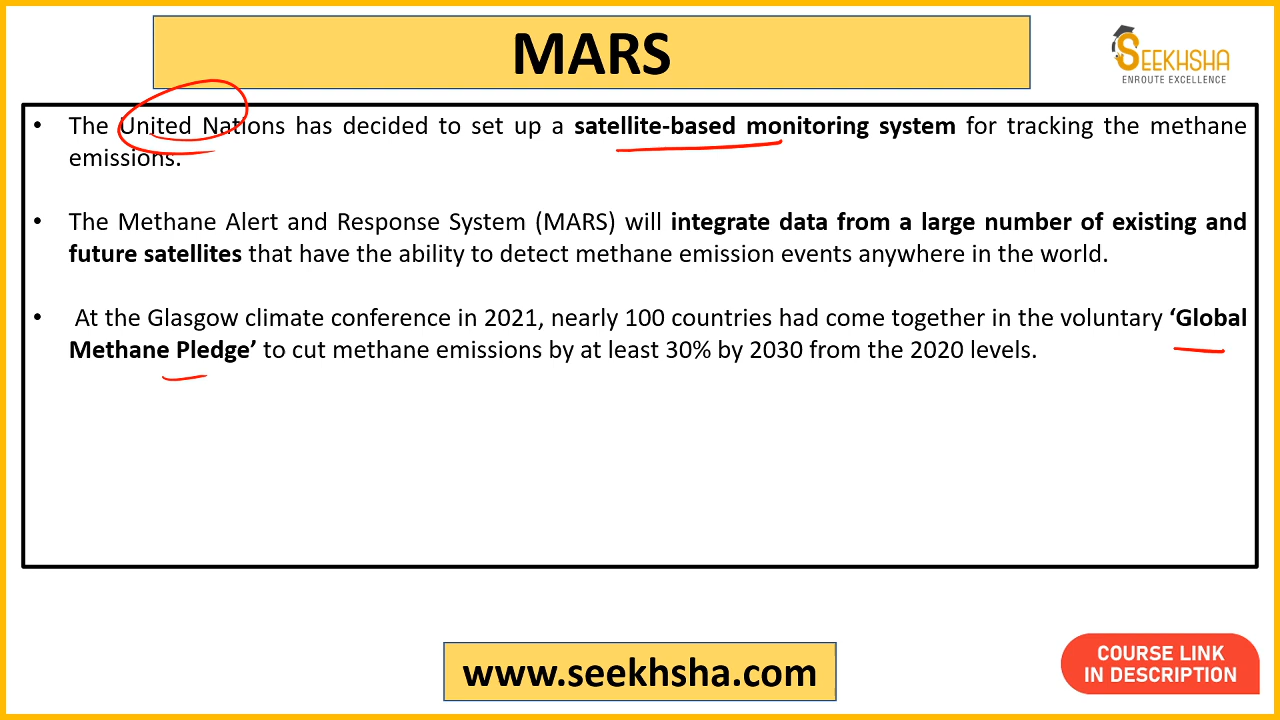 MARS
SEEKHSHA
ENROUTE EXCELLENCE
• The United Nations has decided to set up a satellite-based monitoring system for tracking the methane
emissions.
• The Methane Alert and Response System (MARS) will integrate data from a large number of existing and
future satellites that have the ability to detect methane emission events anywhere in the world.
• At the Glasgow climate conference in 2021, nearly 100 countries had come together in the voluntary ‘Global
Methane Pledge’ to cut methane emissions by at least 30% by 2030 from the 2020 levels.
www.seekhsha.com
COURSE LINK
IN DESCRIPTION